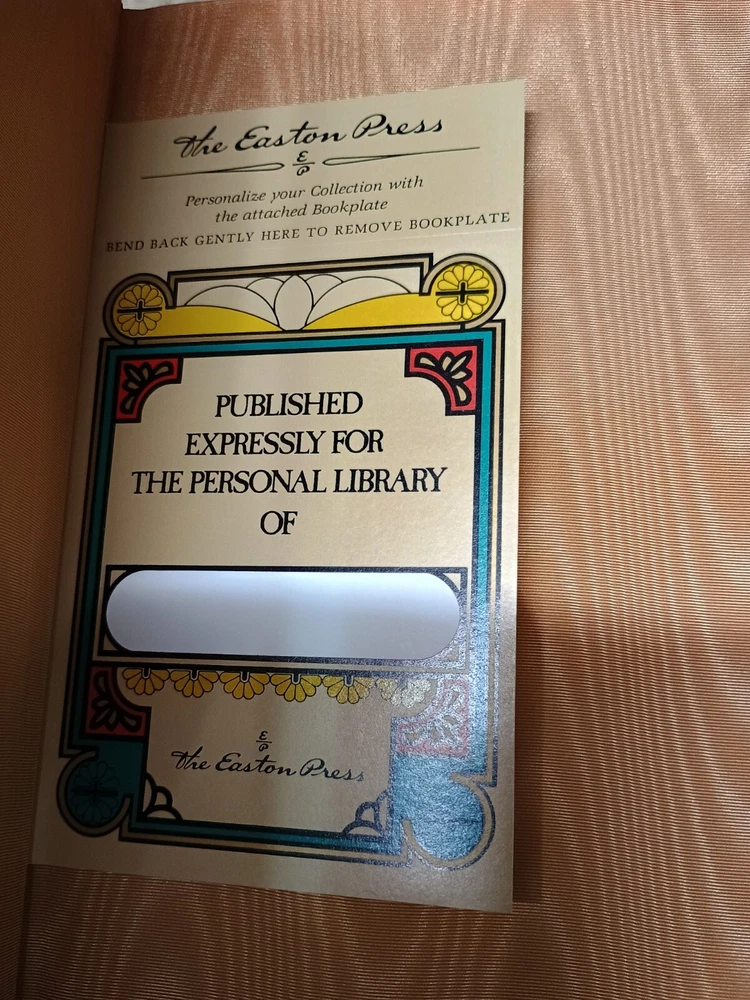 The Easton Press
E
P
Personalize your Collection with
the attached Bookplate
BEND BACK GENTLY HERE TO REMOVE BOOKPLATE
PUBLISHED
EXPRESSLY FOR
THE PERSONAL LIBRARY
OF
E
P
The Easton Press